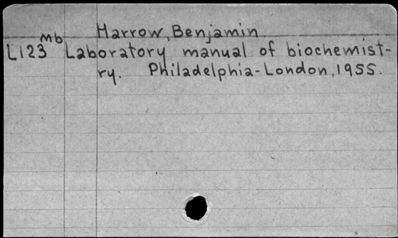 Harrow, Benjamin
mb
L123 Laboratory manual of biochemist-
ry. Philadelphia-London, 1955.